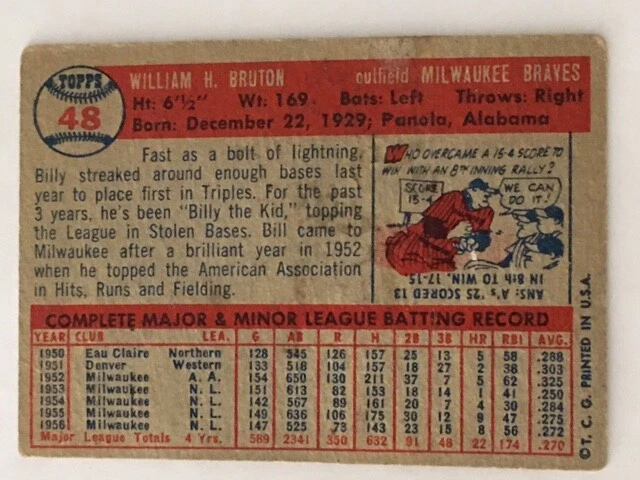 TOPPS
48
WILLIAM H. BRUTON outfield MILWAUKEE BRAVES
Ht: 6'½" Wt: 169 Bats: Left Throws: Right
Born: December 22, 1929; Panola, Alabama
Fast as a bolt of lightning,
Billy streaked around enough bases
last year to place first in Triples. For the past
3 years, he's been "Billy the Kid," topping
the League in Stolen Bases. Bill came to
Milwaukee after a brilliant year in 1952
when he topped the American Association
in Hits, Runs and Fielding.
WHO OVERCAME A 15-4 SCORE TO
WIN WITH AN 8TH INNING RALLY?
SCORE
15-4
WE CAN
DO IT!
ANS: A's '25 SCORED 13
IN 8th TO WIN, 17-15.
COMPLETE MAJOR & MINOR LEAGUE BATTING RECORD
YEAR CLUB LEA. G AB R H 2B 3B HR RBI AVG.
1950 Eau Claire Northern 128 545 126 157 25 13 5 58 .288
1951 Denver Western 133 518 104 157 18 27 2 38 .303
1952 Milwaukee A. A. 154 650 130 211 37 7 5 62 .325
1953 Milwaukee N. L. 151 613 82 153 18 14 1 41 .250
1954 Milwaukee N. L. 142 567 89 161 20 7 4 30 .284
1955 Milwaukee N. L. 149 636 106 175 30 12 9 47 .275
1956 Milwaukee N. L. 147 525 73 143 23 15 8 56 .272
Major League Totals 4 Yrs. 589 2341 350 632 91 48 22 174 .270
©T. C. G. PRINTED IN U.S.A.